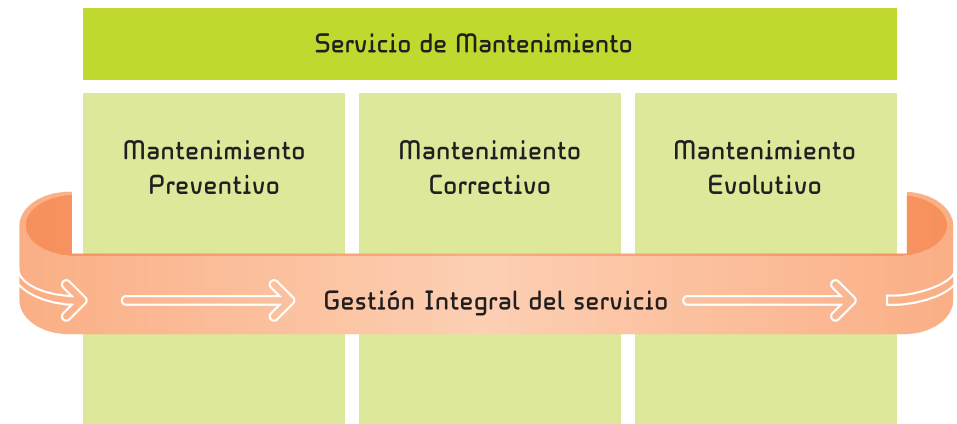 Servicio de Mantenimiento
Mantenimiento
Preventivo
Mantenimiento
Correctivo
Mantenimiento
Evolutivo
Gestión Integral del servicio